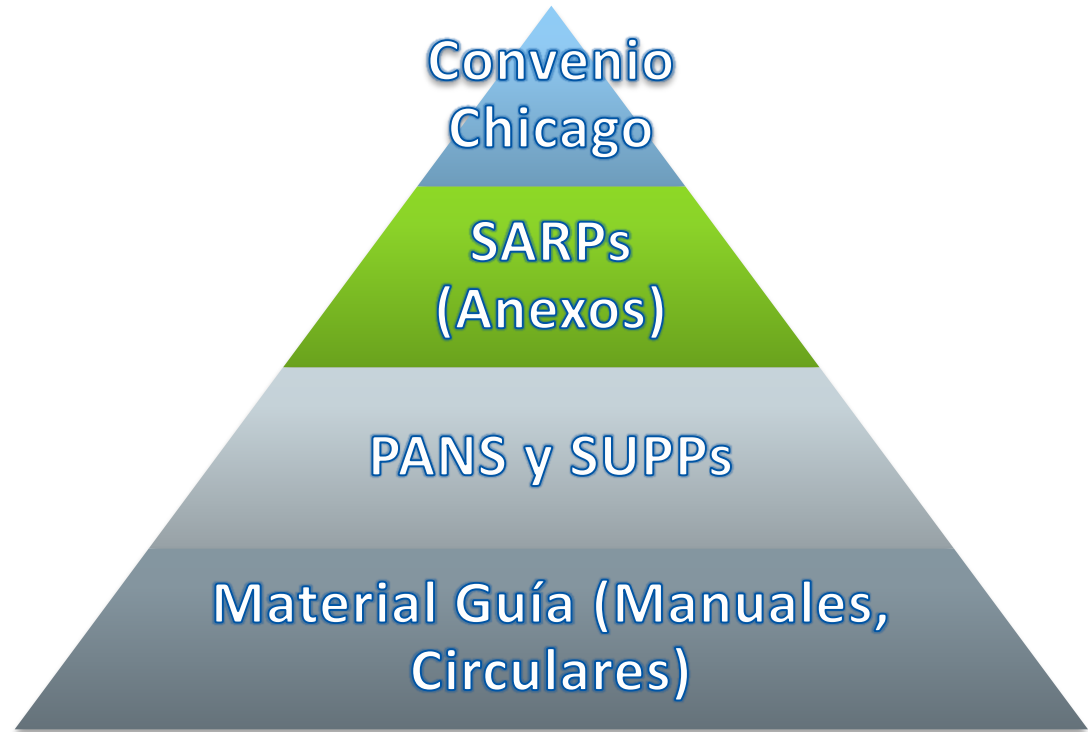 Convenio
Chicago
SARPs
(Anexos)
PANS y SUPPs
Material Guía (Manuales,
Circulares)